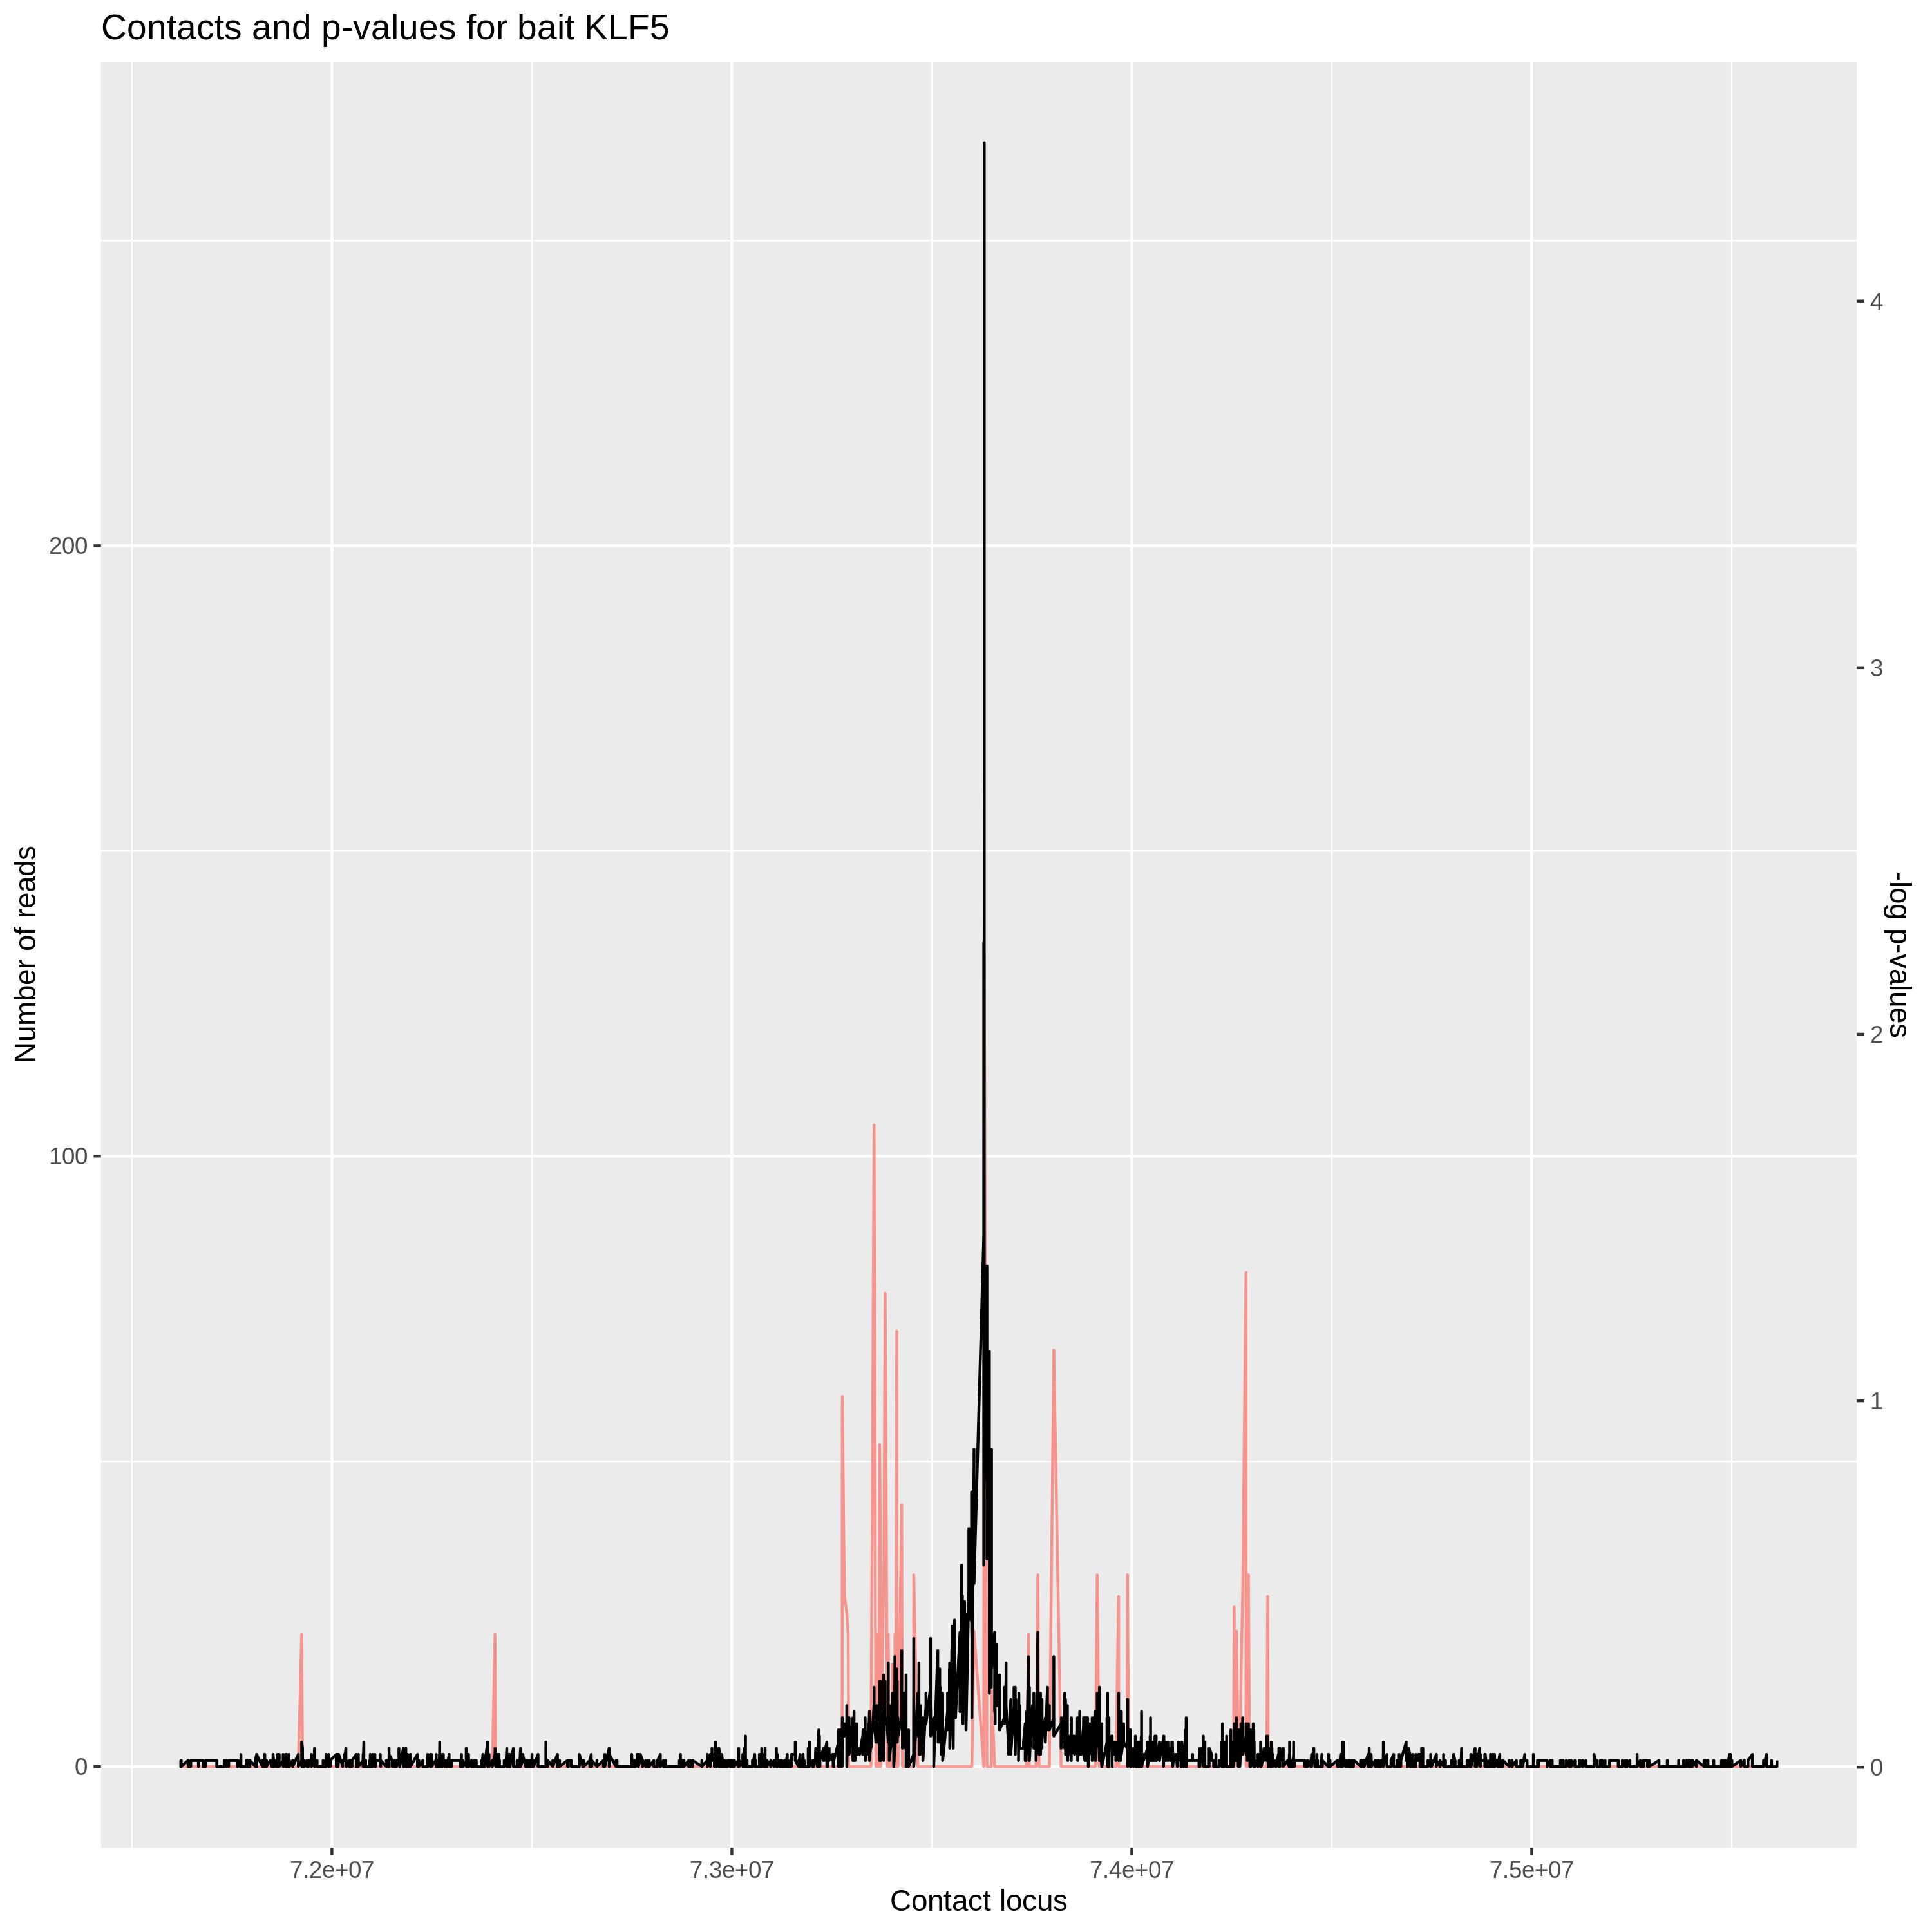 Contacts and p-values for bait KLF5
Number of reads
200
100
0
4
3
2
1
0
-log p-values
7.2e+07
7.3e+07
7.4e+07
7.5e+07
Contact locus